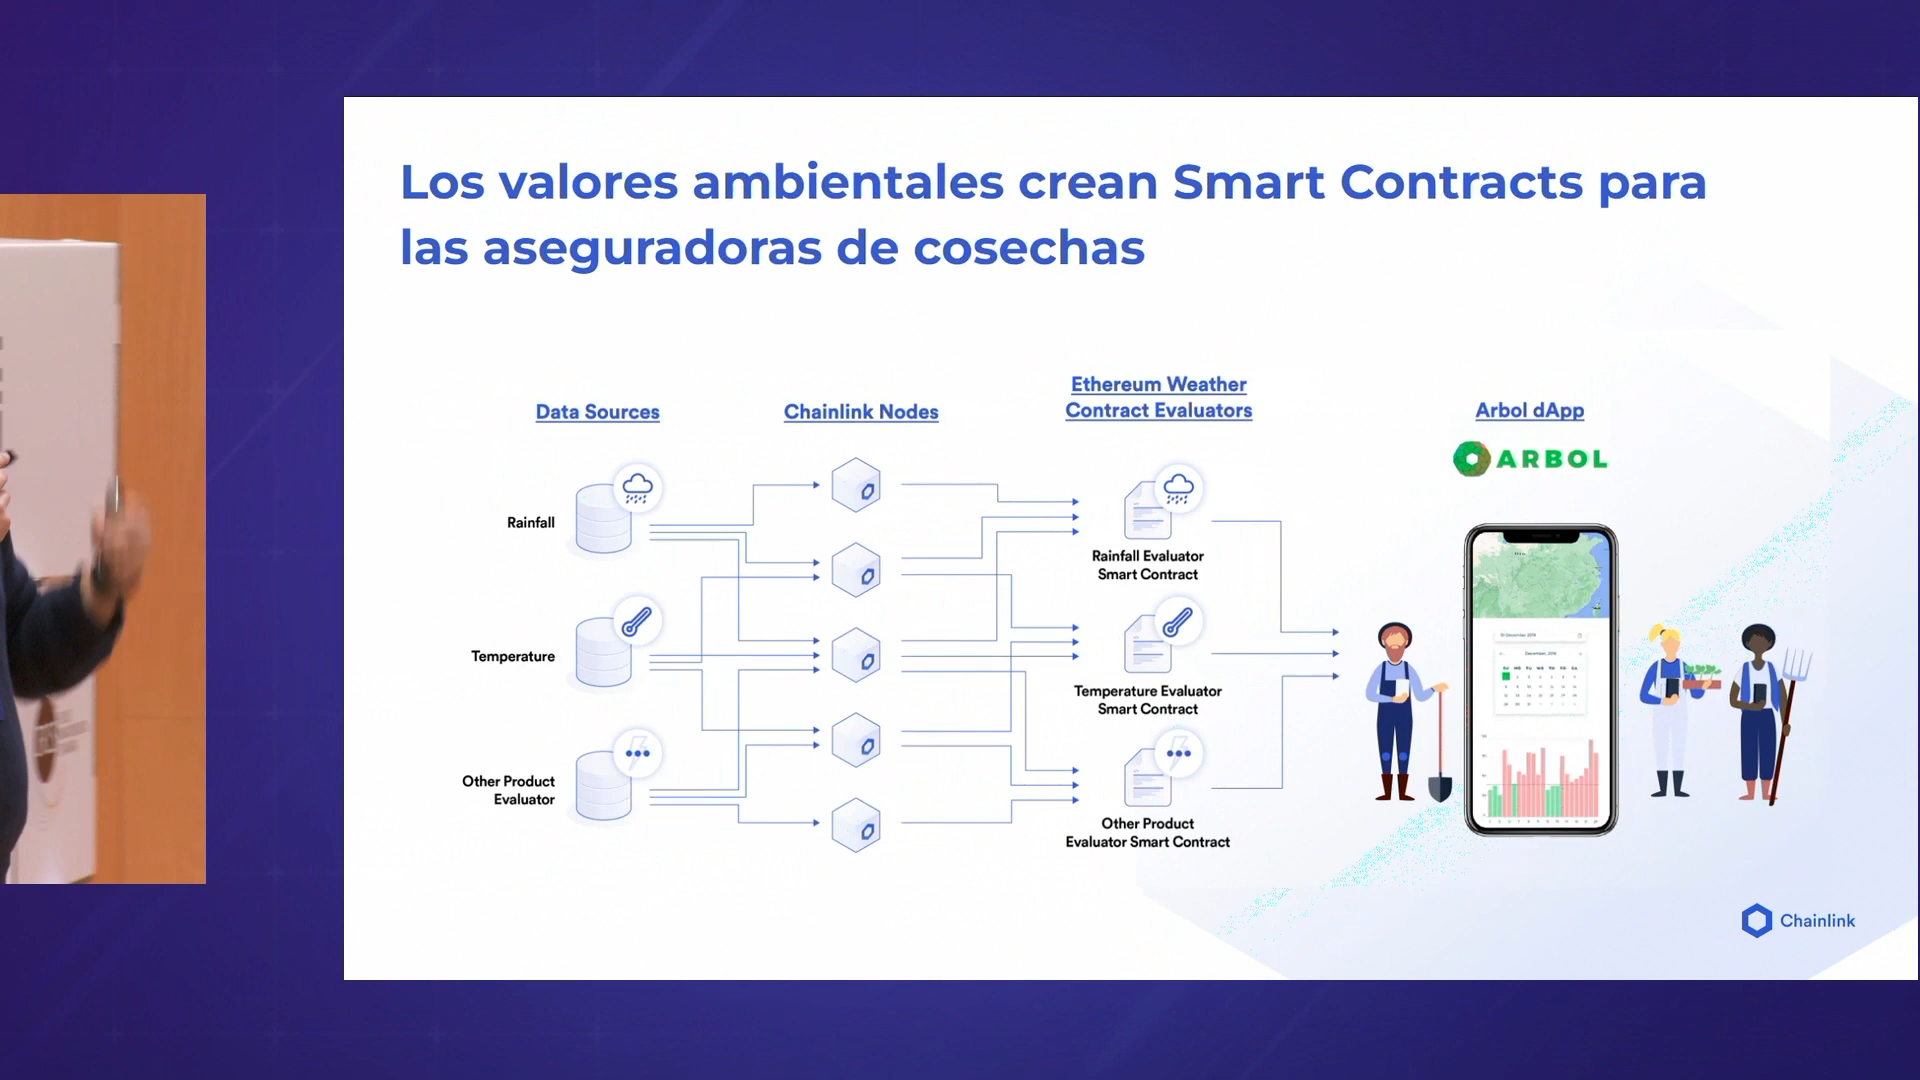 Los valores ambientales crean Smart Contracts para
las aseguradoras de cosechas
Data Sources
Chainlink Nodes
Ethereum Weather
Contract Evaluators
Arbol dApp
ARBOL
Rainfall
Temperature
Other Product
Evaluator
Rainfall Evaluator
Smart Contract
Temperature Evaluator
Smart Contract
Other Product
Evaluator Smart Contract
Chainlink